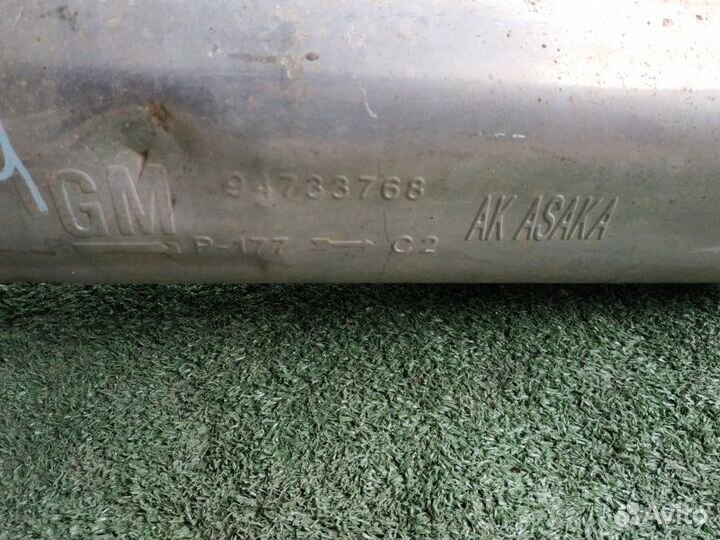 GM 94733768 AK ASAKA
P-177 → C2
Avito